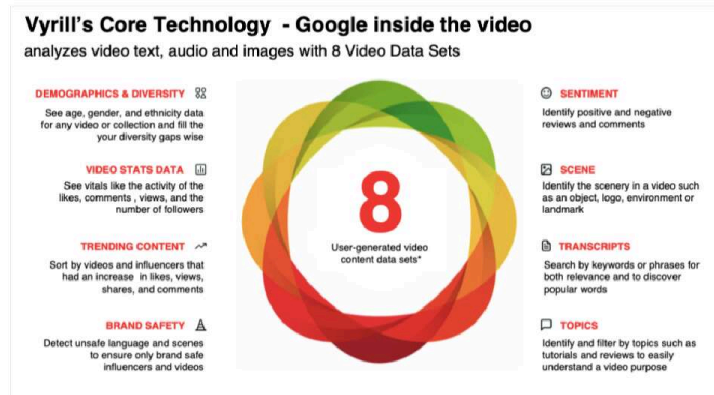 Vyrill's Core Technology - Google inside the video
analyzes video text, audio and images with 8 Video Data Sets
DEMOGRAPHICS & DIVERSITY
See age, gender, and ethnicity data
for any video or collection and fill the
your diversity gaps wise
VIDEO STATS DATA
See vitals like the activity of the
likes, comments , views, and the
number of followers
TRENDING CONTENT
Sort by videos and influencers that
had an increase in likes, views,
shares, and comments
BRAND SAFETY
Detect unsafe language and scenes
to ensure only brand safe
influencers and videos
8
User-generated video
content data sets*
SENTIMENT
Identify positive and negative
reviews and comments
SCENE
Identify the scenery in a video such
as an object, logo, environment or
landmark
TRANSCRIPTS
Search by keywords or phrases for
both relevance and to discover
popular words
TOPICS
Identify and filter by topics such as
tutorials and reviews to easily
understand a video purpose